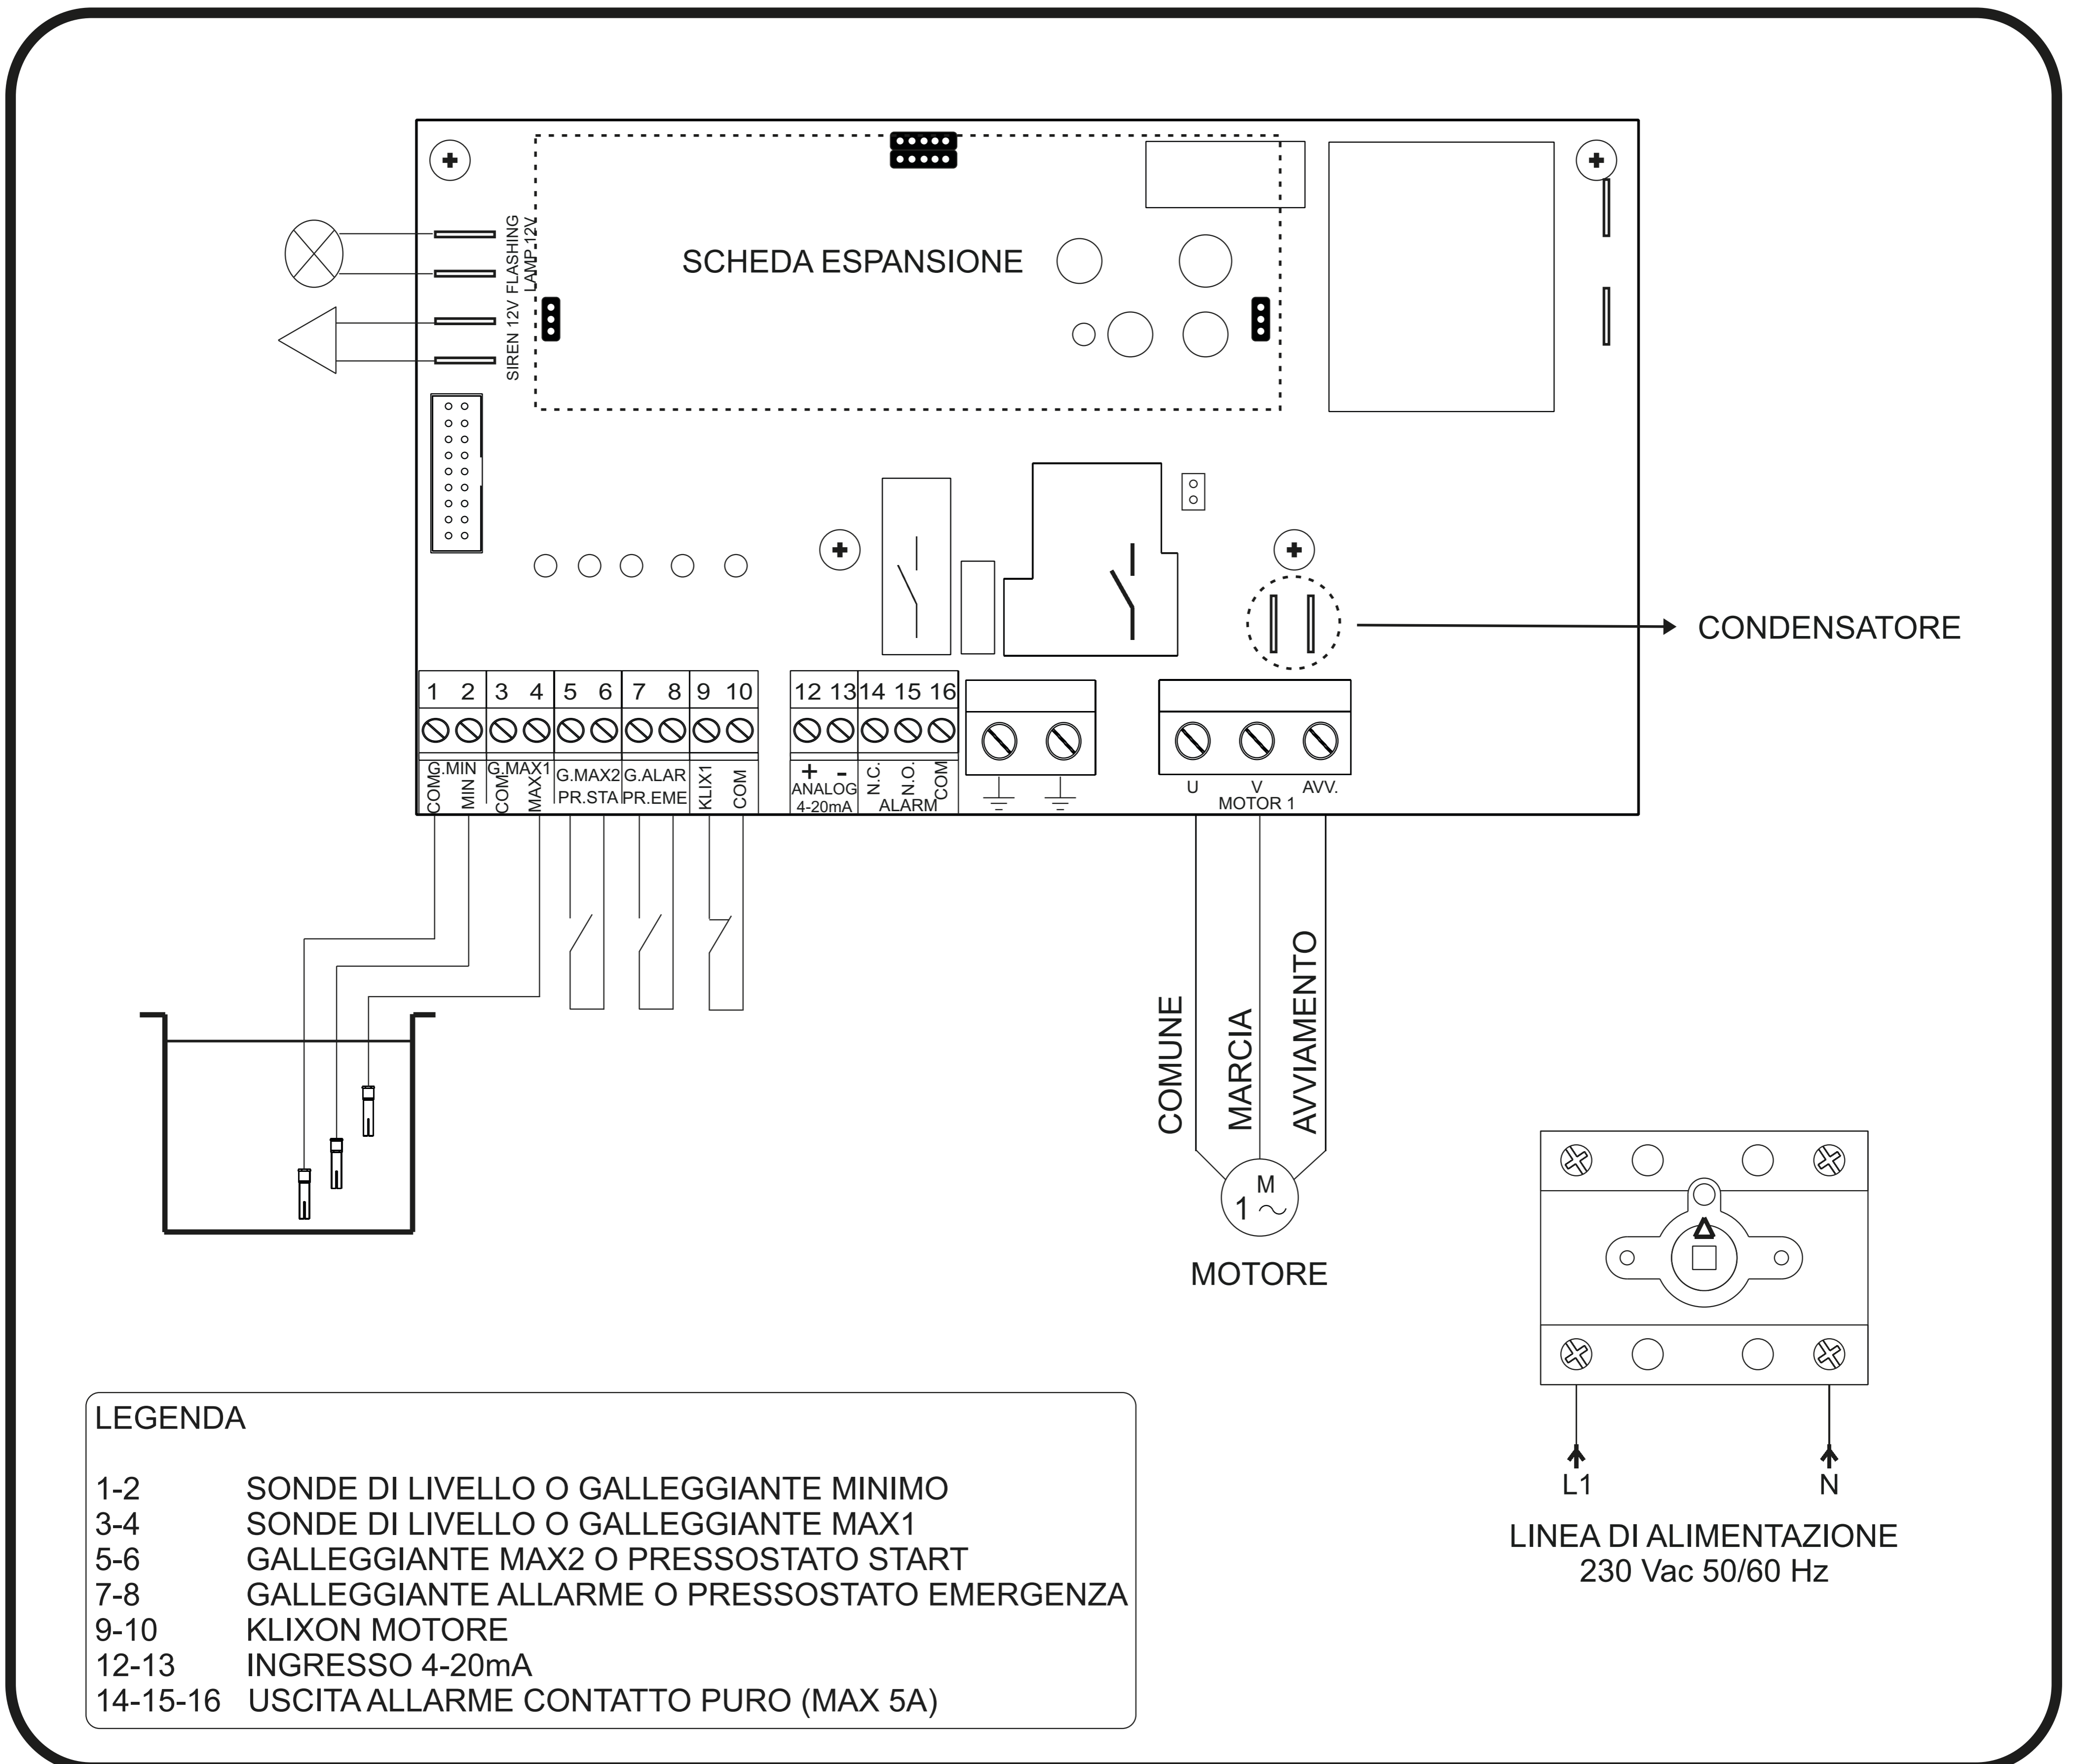 SCHEDA ESPANSIONE
FLASHING
LAMP 12V
SIREN 12V
CONDENSATORE
1 2 3 4 5 6 7 8 9 10 12 13 14 15 16
G.MIN G.MAX1 G.MAX2 G.ALAR
COM MIN COM MAX1 PR.STA PR.EME KLIX1 COM
+ - N.C. N.O. COM
ANALOG
4-20mA ALARM
U V AVV.
MOTOR 1
COMUNE
MARCIA
AVVIAMENTO
M
1
MOTORE
L1 N
LINEA DI ALIMENTAZIONE
230 Vac 50/60 Hz
LEGENDA
1-2 SONDE DI LIVELLO O GALLEGGIANTE MINIMO
3-4 SONDE DI LIVELLO O GALLEGGIANTE MAX1
5-6 GALLEGGIANTE MAX2 O PRESSOSTATO START
7-8 GALLEGGIANTE ALLARME O PRESSOSTATO EMERGENZA
9-10 KLIXON MOTORE
12-13 INGRESSO 4-20mA
14-15-16 USCITA ALLARME CONTATTO PURO (MAX 5A)